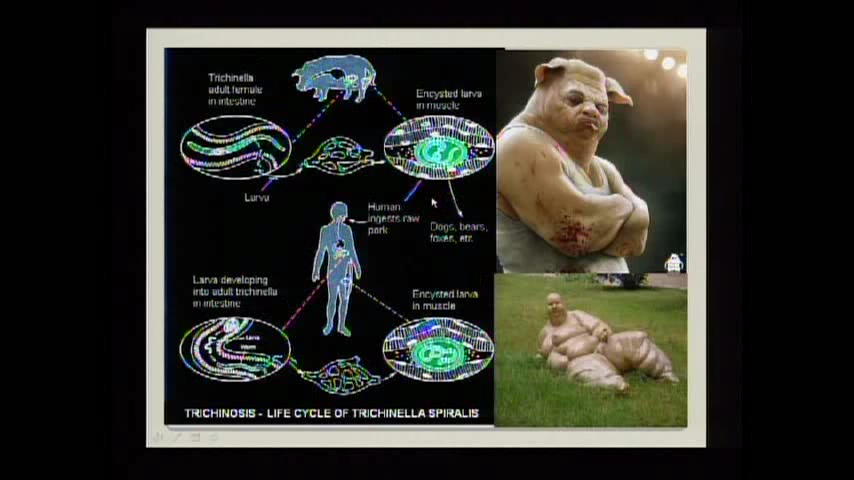 Trichinella
adult female
in intestine
Encysted larva
in muscle
Larva
Human
ingests raw
pork
Dogs, bears,
foxes, etc
Larva developing
into adult trichinella
in intestine
Encysted larva
in muscle
TRICHINOSIS - LIFE CYCLE OF TRICHINELLA SPIRALIS